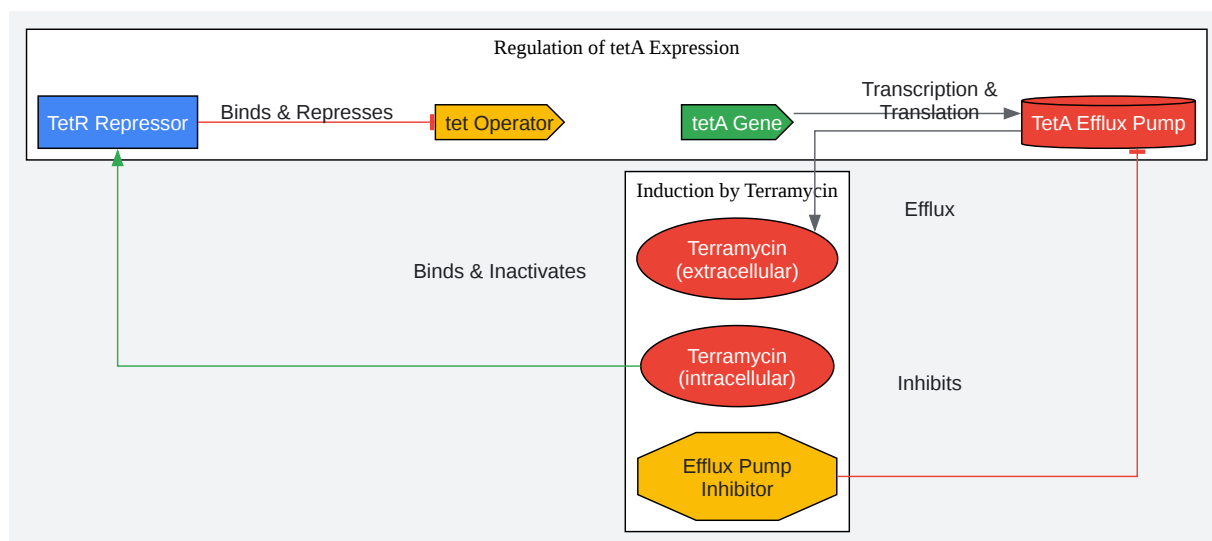 Regulation of tetA Expression
TetR Repressor
Binds & Represses
tet Operator
tetA Gene
Transcription &
Translation
TetA Efflux Pump
Induction by Terramycin
Efflux
Terramycin
(extracellular)
Binds & Inactivates
Terramycin
(intracellular)
Inhibits
Efflux Pump
Inhibitor